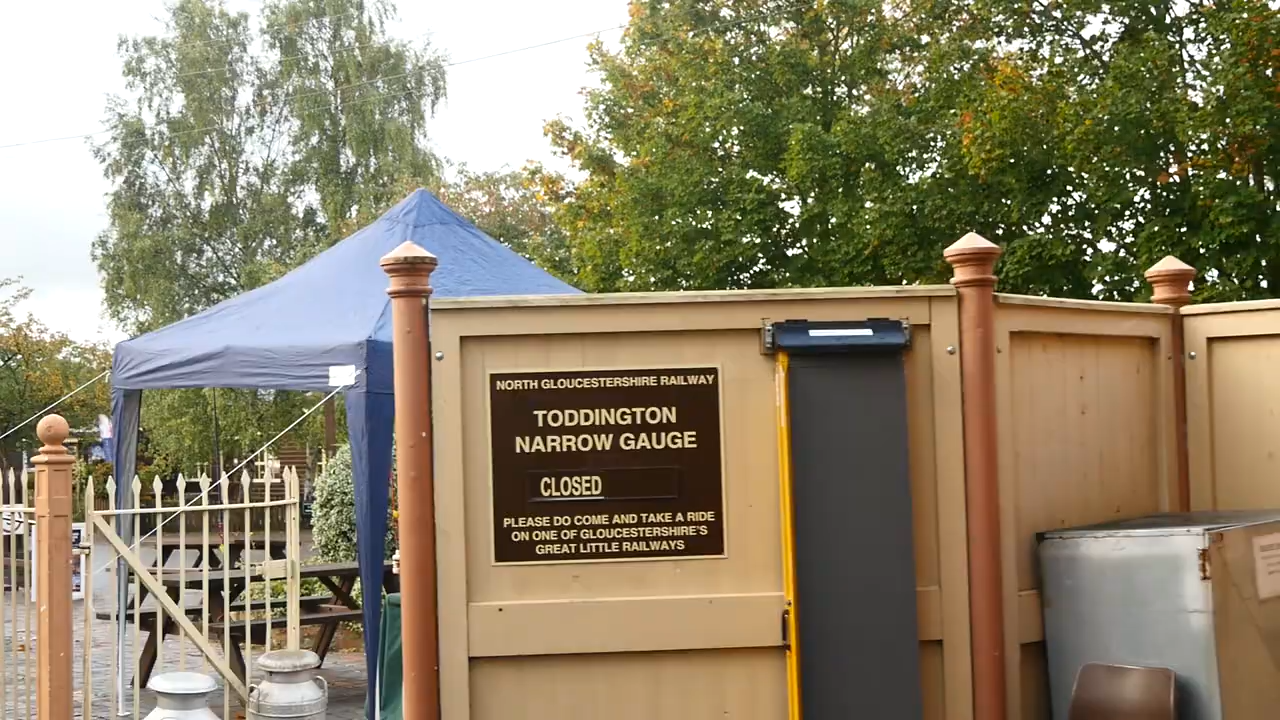 NORTH GLOUCESTERSHIRE RAILWAY
TODDINGTON
NARROW GAUGE
CLOSED
PLEASE DO COME AND TAKE A RIDE
ON ONE OF GLOUCESTERSHIRE'S
GREAT LITTLE RAILWAYS